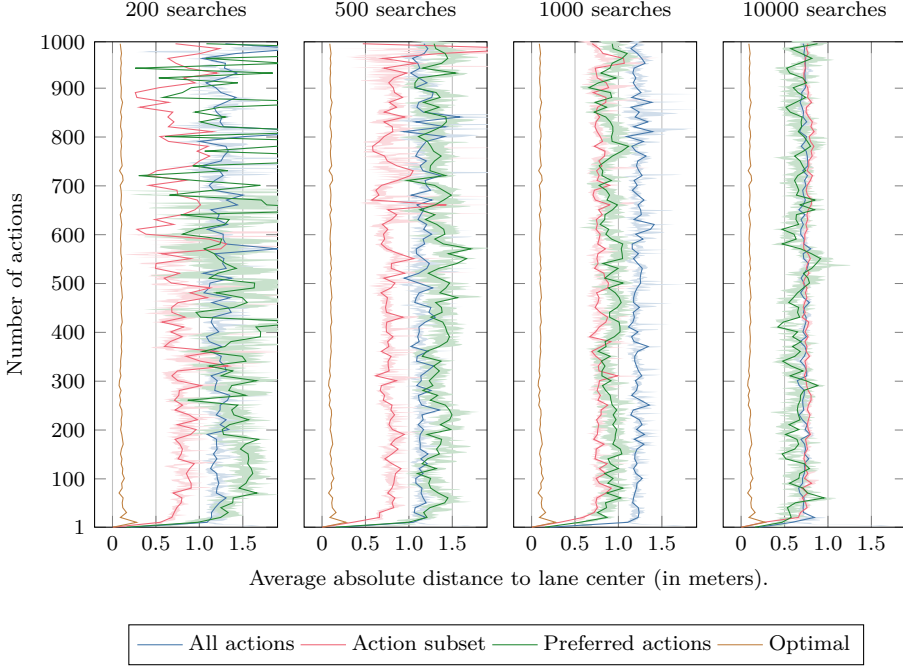 200 searches 500 searches 1000 searches 10000 searches
1000
900
800
700
600
500
400
300
200
100
1
Number of actions
0 0.5 1.0 1.5 0 0.5 1.0 1.5 0 0.5 1.0 1.5 0 0.5 1.0 1.5
Average absolute distance to lane center (in meters).
All actions Action subset Preferred actions Optimal